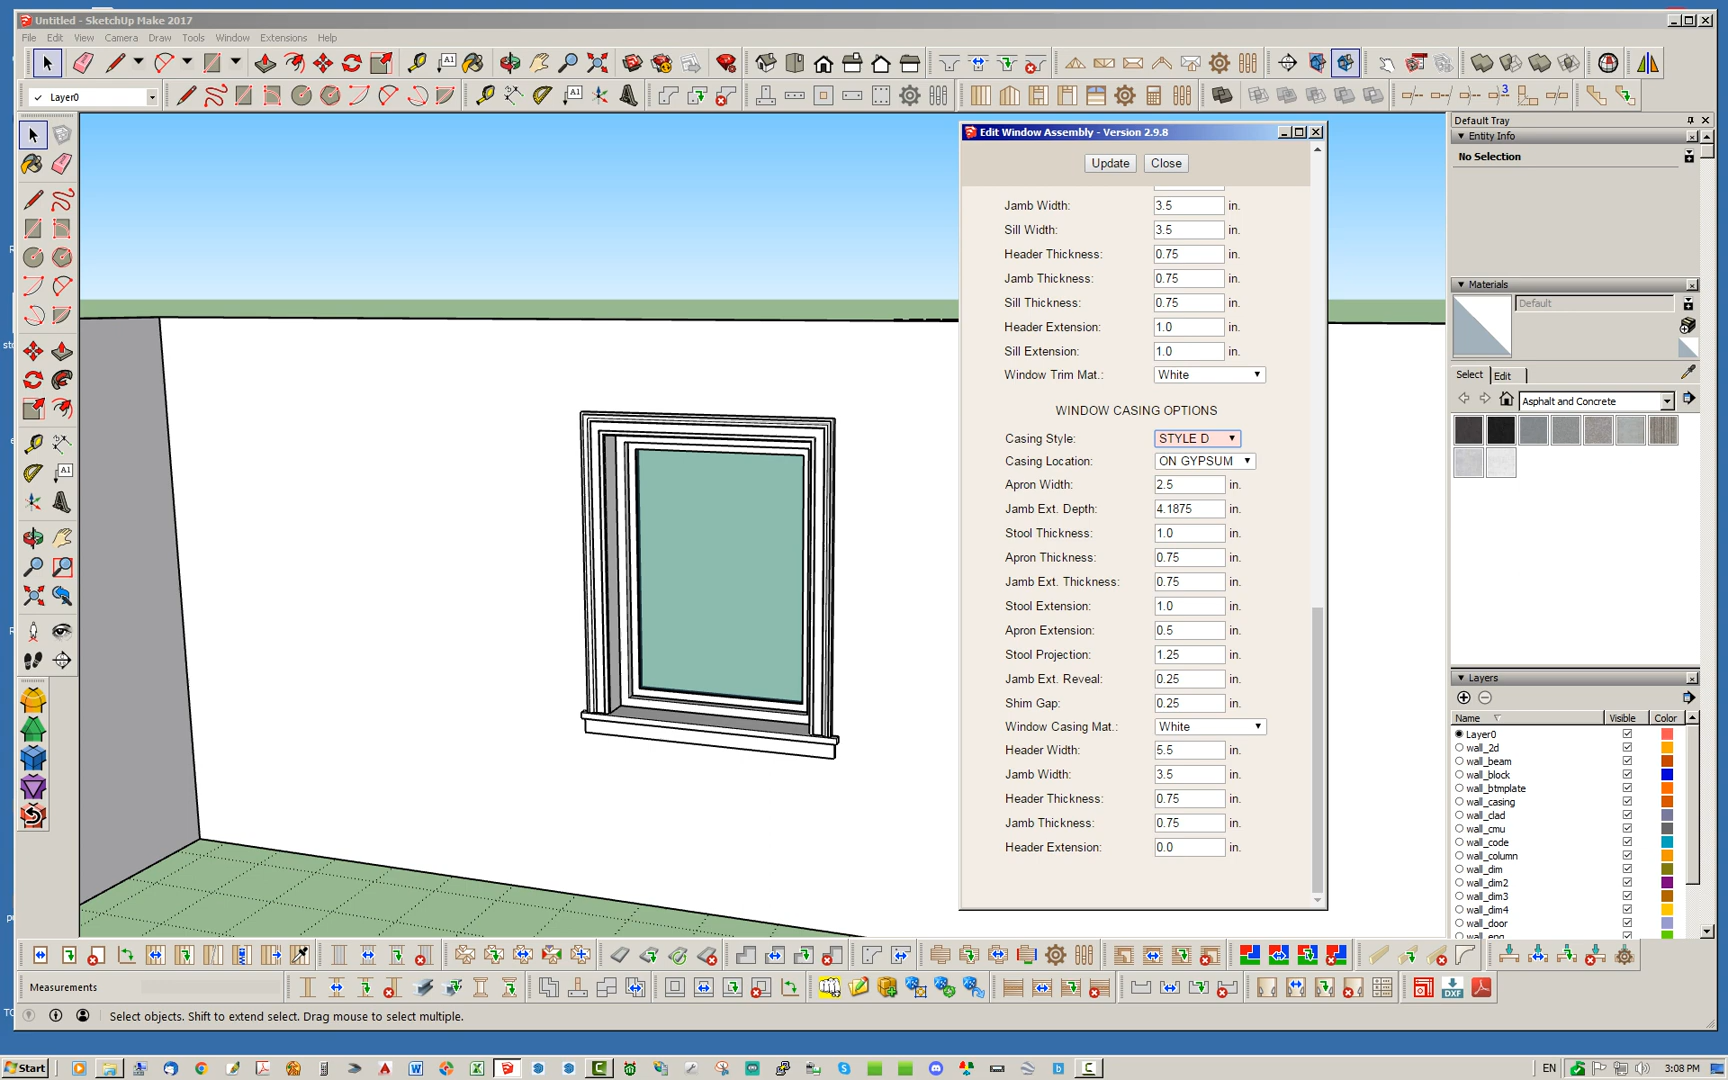 Untitled - SketchUp Make 2017
File Edit View Camera Draw Tools Window Extensions Help
Layer0
Edit Window Assembly - Version 2.9.8
Update Close
Jamb Width: 3.5 in.
Sill Width: 3.5 in.
Header Thickness: 0.75 in.
Jamb Thickness: 0.75 in.
Sill Thickness: 0.75 in.
Header Extension: 1.0 in.
Sill Extension: 1.0 in.
Window Trim Mat.: White
WINDOW CASING OPTIONS
Casing Style: STYLE D
Casing Location: ON GYPSUM
Apron Width: 2.5 in.
Jamb Ext. Depth: 4.1875 in.
Stool Thickness: 1.0 in.
Apron Thickness: 0.75 in.
Jamb Ext. Thickness: 0.75 in.
Stool Extension: 1.0 in.
Apron Extension: 0.5 in.
Stool Projection: 1.25 in.
Jamb Ext. Reveal: 0.25 in.
Shim Gap: 0.25 in.
Window Casing Mat.: White
Header Width: 5.5 in.
Jamb Width: 3.5 in.
Header Thickness: 0.75 in.
Jamb Thickness: 0.75 in.
Header Extension: 0.0 in.
Default Tray
Entity Info
No Selection
Materials
Default
Select Edit
Asphalt and Concrete
Layers
Name Visible Color
Layer0
wall_2d
wall_beam
wall_block
wall_btmplate
wall_casing
wall_clad
wall_cmu
wall_code
wall_column
wall_dim
wall_dim2
wall_dim3
wall_dim4
wall_door
Measurements
Select objects. Shift to extend select. Drag mouse to select multiple.
Start
EN
3:08 PM